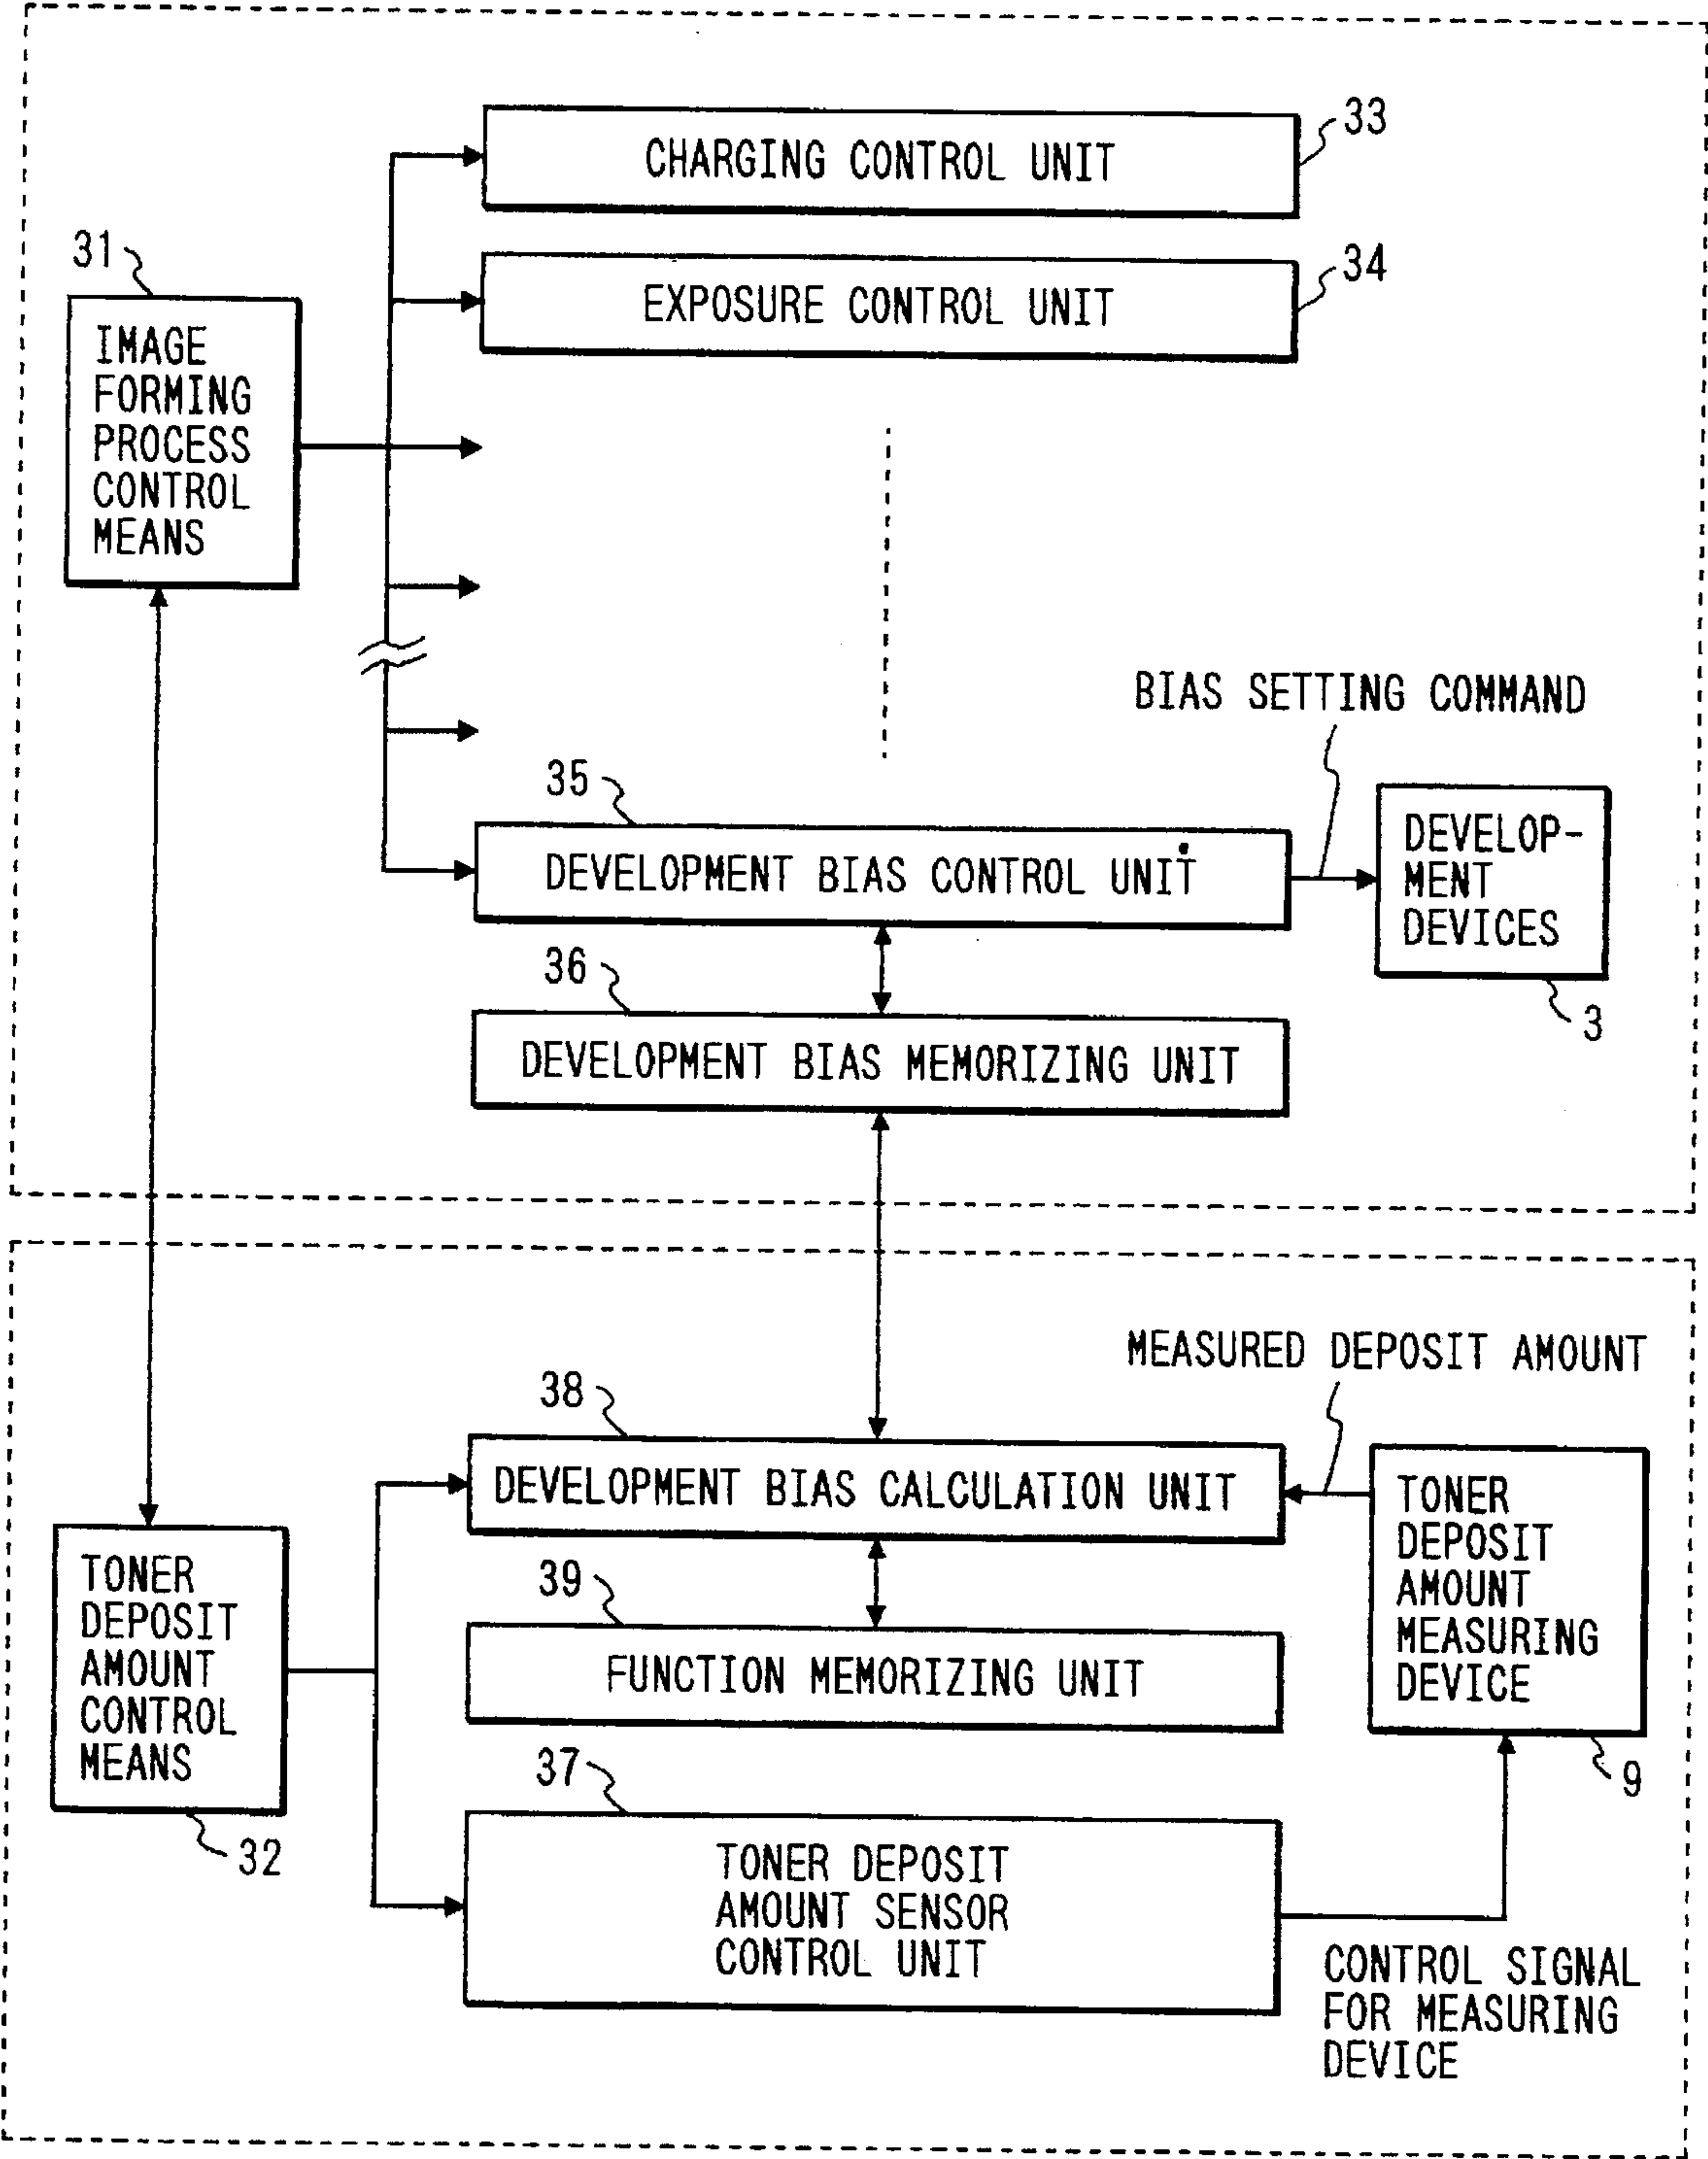 33
CHARGING CONTROL UNIT
31
34
EXPOSURE CONTROL UNIT
IMAGE
FORMING
PROCESS
CONTROL
MEANS
BIAS SETTING COMMAND
35
DEVELOPMENT BIAS CONTROL UNIT
DEVELOP-
MENT
DEVICES
3
36
DEVELOPMENT BIAS MEMORIZING UNIT
MEASURED DEPOSIT AMOUNT
38
DEVELOPMENT BIAS CALCULATION UNIT
TONER
DEPOSIT
AMOUNT
MEASURING
DEVICE
9
39
FUNCTION MEMORIZING UNIT
TONER
DEPOSIT
AMOUNT
CONTROL
MEANS
32
37
TONER DEPOSIT
AMOUNT SENSOR
CONTROL UNIT
CONTROL SIGNAL
FOR MEASURING
DEVICE